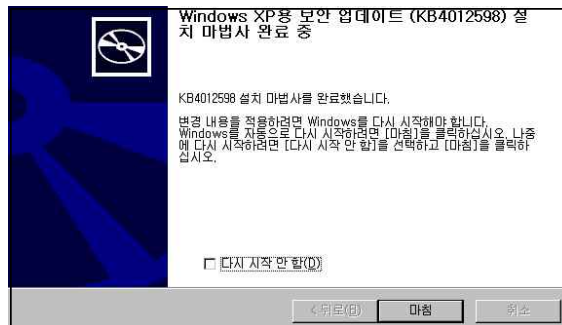 Windows XP용 보안 업데이트 (KB4012598) 설
치 마법사 완료 중
KB4012598 설치 마법사를 완료했습니다.
변경 내용을 적용하려면 Windows를 다시 시작해야 합니다.
Windows를 자동으로 다시 시작하려면 [마침]을 클릭하십시오. 나중
에 다시 시작하려면 [다시 시작 안 함]을 선택하고 [마침]을 클릭하
십시오.
다시 시작 안 함(D)
< 뒤로(B)
마침
취소